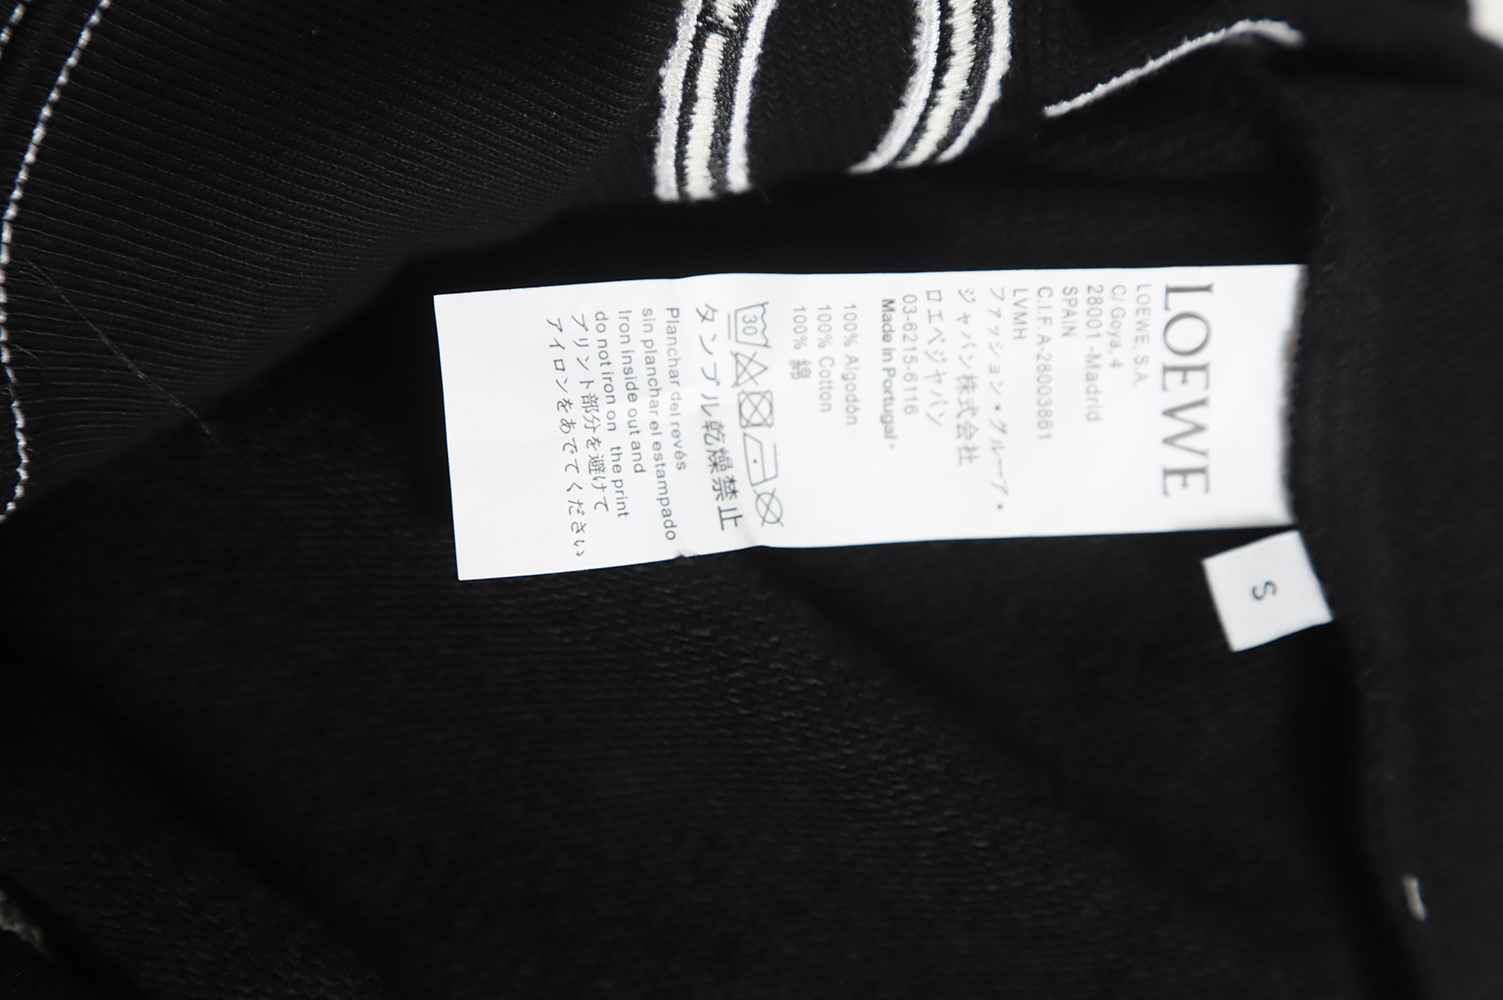 LOEWE
LOEWE, S.A.
C/ Goya, 4
28001 -Madrid
SPAIN
C.I.F. A-28003861
LVMH
ファッション・グループ・
ジャパン株式会社
ロエベジャパン
03-6215-6116
Made in Portugal
100% Algodón
100% Cotton
100% 綿
30
タンブル乾燥禁止
Planchar del revés
sin planchar el estampado
Iron inside out and
do not iron on the print
プリント部分を避けて
アイロンをあててください
S